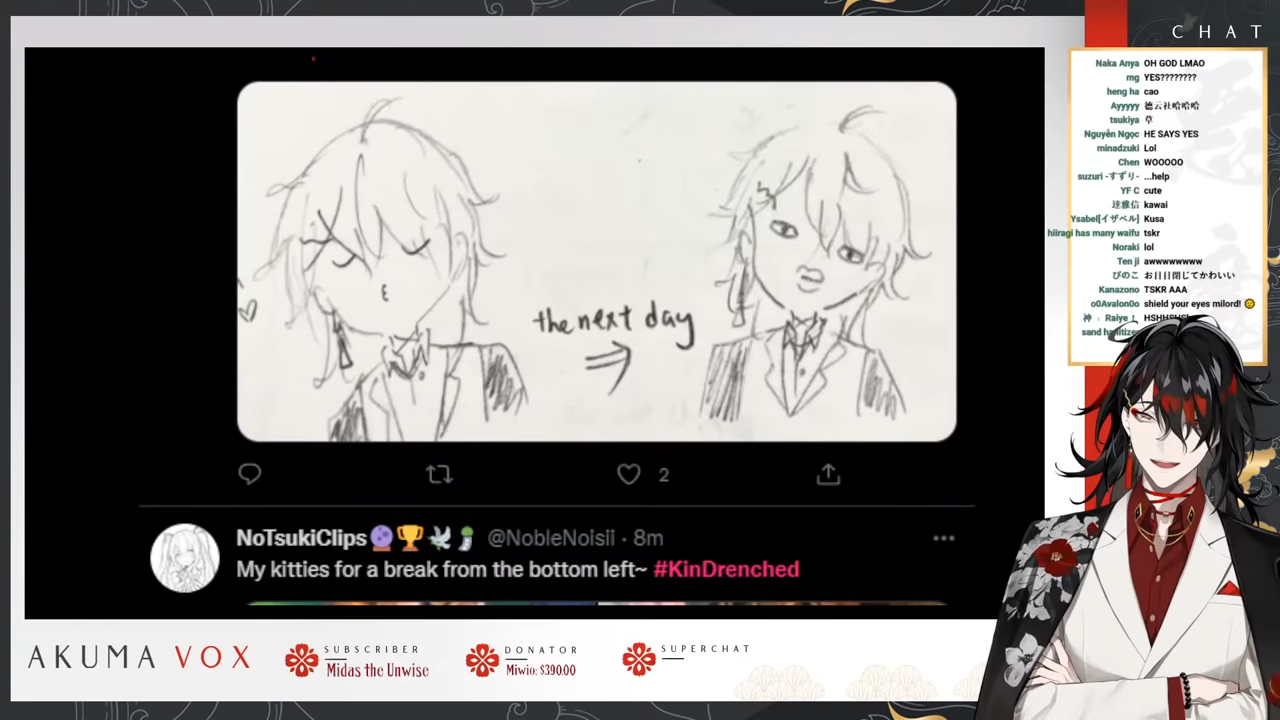 CHAT
Naka Anya OH GOD LMAO
mg YES????????
heng ha cao
Ayyyyy 德云社哈哈哈
tsukiya 草
Nguyễn Ngọc HE SAYS YES
minadzuki Lol
Chen WOOOOO
suzuri -すずり- ...help
YF C cute
kawai
Ysabel[イザベル] Kusa
hiiragi has many waifu tskr
Noraki lol
Ten ji awwwwwwww
ぴのこ お目目閉じてかわいい
Kanazono TSKR AAA
o0Avalon0o shield your eyes milord!
神 Raiye
sand
the next day
2
NoTsukiClips @NobleNoisii · 8m
My kitties for a break from the bottom left~ #KinDrenched
AKUMA VOX
SUBSCRIBER
Midas the Unwise
DONATOR
Miwio: $390.00
SUPERCHAT